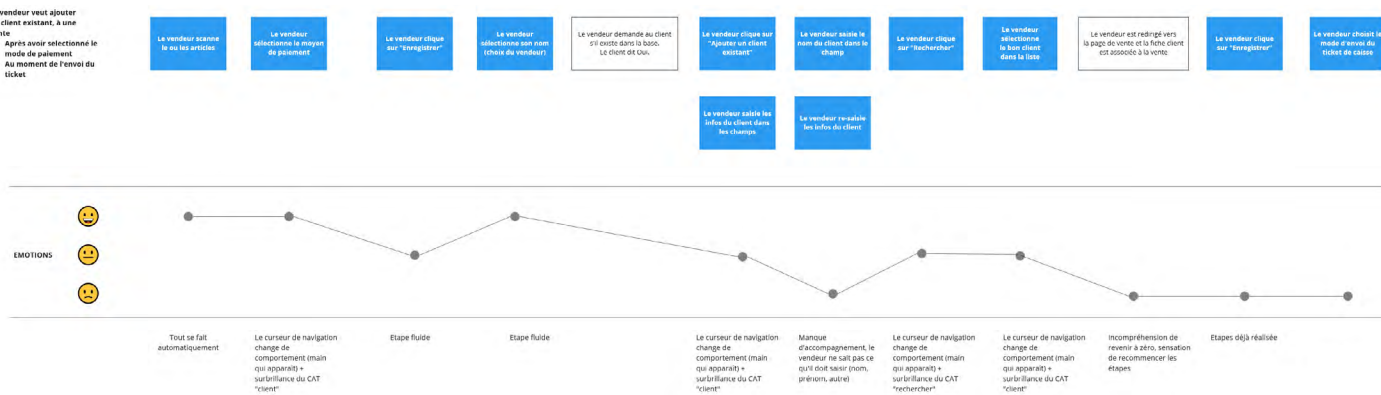 vendeur veut ajouter
client existant, à une
nte
Après avoir selectionné le
mode de paiement
Au moment de l'envoi du
ticket
Le vendeur scanne
le ou les articles
Le vendeur
sélectionne le moyen
de paiement
Le vendeur clique
sur "Enregistrer"
Le vendeur
sélectionne son nom
(choix du vendeur)
Le vendeur demande au client
s'il existe dans la base.
Le client dit Oui.
Le vendeur clique sur
"Ajouter un client
existant"
Le vendeur saisie le
nom du client dans le
champ
Le vendeur clique
sur "Rechercher"
Le vendeur
sélectionne
le bon client
dans la liste
Le vendeur est redirigé vers
la page de vente et la fiche client
est associée à la vente
Le vendeur clique
sur "Enregistrer"
Le vendeur choisit le
mode d'envoi du
ticket de caisse
Le vendeur saisie les
infos du client dans
les champs
Le vendeur re-saisie
les infos du client
EMOTIONS
Tout se fait
automatiquement
Le curseur de navigation
change de
comportement (main
qui apparaît) +
surbrillance du CAT
"client"
Etape fluide
Etape fluide
Le curseur de navigation
change de
comportement (main
qui apparaît) +
surbrillance du CAT
"client"
Manque
d'accompagnement, le
vendeur ne sait pas ce
qu'il doit saisir (nom,
prénom, autre)
Le curseur de navigation
change de
comportement (main
qui apparaît) +
surbrillance du CAT
"rechercher"
Le curseur de navigation
change de
comportement (main
qui apparaît) +
surbrillance du CAT
"client"
Incompréhension de
revenir à zéro, sensation
de recommencer les
étapes
Etapes déjà réalisée